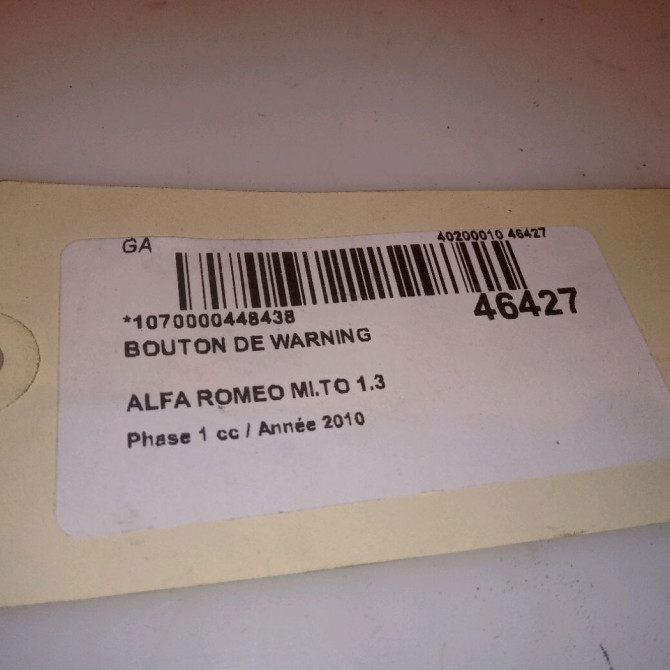 GA
40200010 46427
*1070000448438
46427
BOUTON DE WARNING
ALFA ROMEO MI.TO 1.3
Phase 1 cc / Année 2010